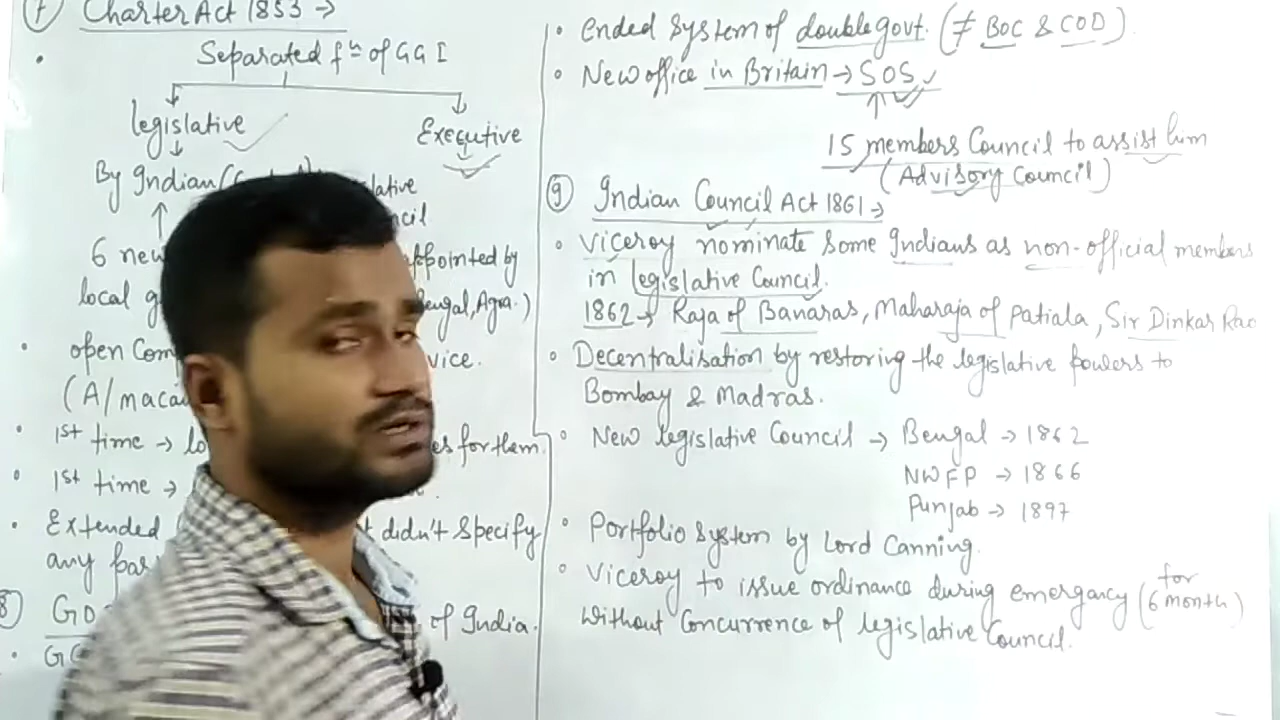 7) Charter Act 1853 →
• Separated fⁿ of GG I
legislative Executive
By Indian
6 new ppointed by
local g engal, Agra.)
• open Com vice.
(A/maca
• 1st time → lo es for them.
• 1st time →
• Extended didn't specify
any par
8) Go of India.
• GG
• Ended System of double govt. (≠ BOC & COD)
• New office in Britain → SOS
15 members Council to assist him
(Advisory Council)
9) Indian Council Act 1861 →
• Viceroy nominate some Indians as non-official members
in legislative Council.
1862 → Raja of Banaras, Maharaja of Patiala, Sir Dinkar Rao
• Decentralisation by restoring the legislative powers to
Bombay & Madras.
• New legislative Council → Bengal → 1862
NWFP → 1866
Punjab → 1897
• Portfolio System by Lord Canning.
• Viceroy to issue ordinance during emergency (for 6 month)
without Concurrence of legislative Council.